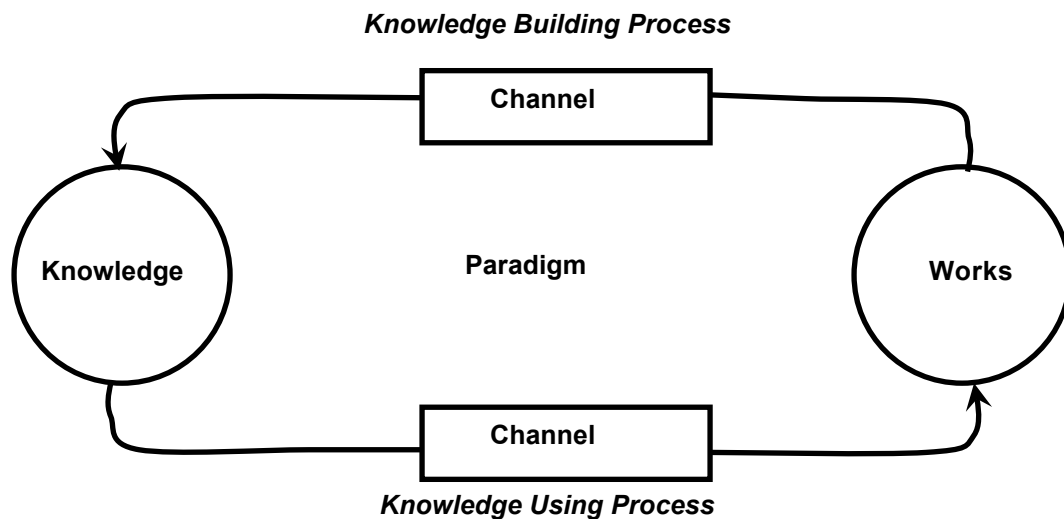 Knowledge Building Process
Channel
Knowledge
Paradigm
Works
Channel
Knowledge Using Process